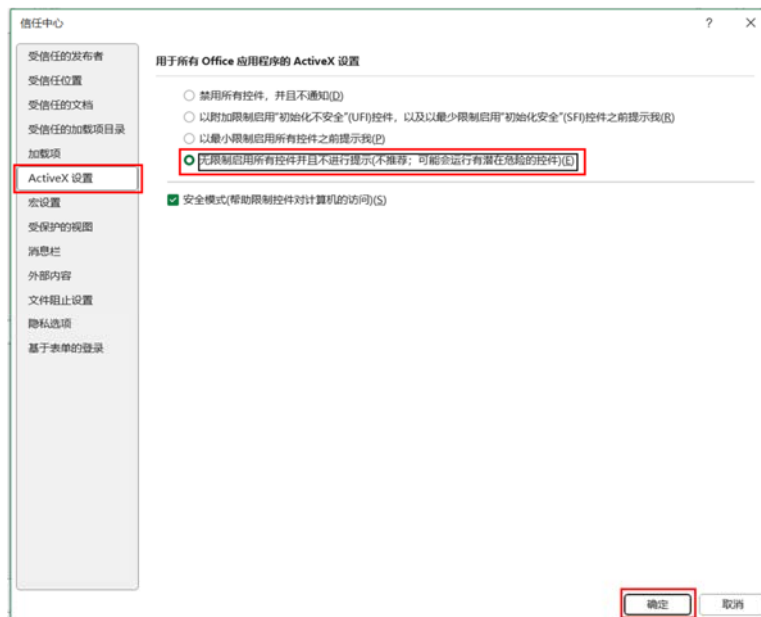 信任中心
?
受信任的发布者
受信任位置
受信任的文档
受信任的加载项目录
加载项
ActiveX 设置
宏设置
受保护的视图
消息栏
外部内容
文件阻止设置
隐私选项
基于表单的登录
用于所有 Office 应用程序的 ActiveX 设置
禁用所有控件，并且不通知(D)
以附加限制启用"初始化不安全"(UFI)控件，以及以最少限制启用"初始化安全"(SFI)控件之前提示我(R)
以最小限制启用所有控件之前提示我(P)
无限制启用所有控件并且不进行提示(不推荐；可能会运行有潜在危险的控件)(E)
安全模式(帮助限制控件对计算机的访问)(S)
确定
取消